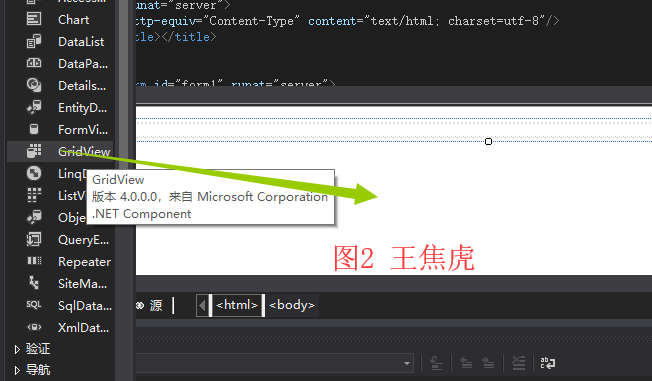 Chart
DataList
DataPa...
Details...
EntityD...
FormVi...
GridView
LinqD
ListV
Obje
QueryE...
Repeater
SiteMa...
SqlData...
XmlDat...
验证
导航
runat="server">
ttp-equiv="Content-Type" content="text/html; charset=utf-8"/>
tle></title>
rm id="form1" runat="server">
GridView
版本 4.0.0.0，来自 Microsoft Corporation
.NET Component
图2 王焦虎
源
<html> <body>